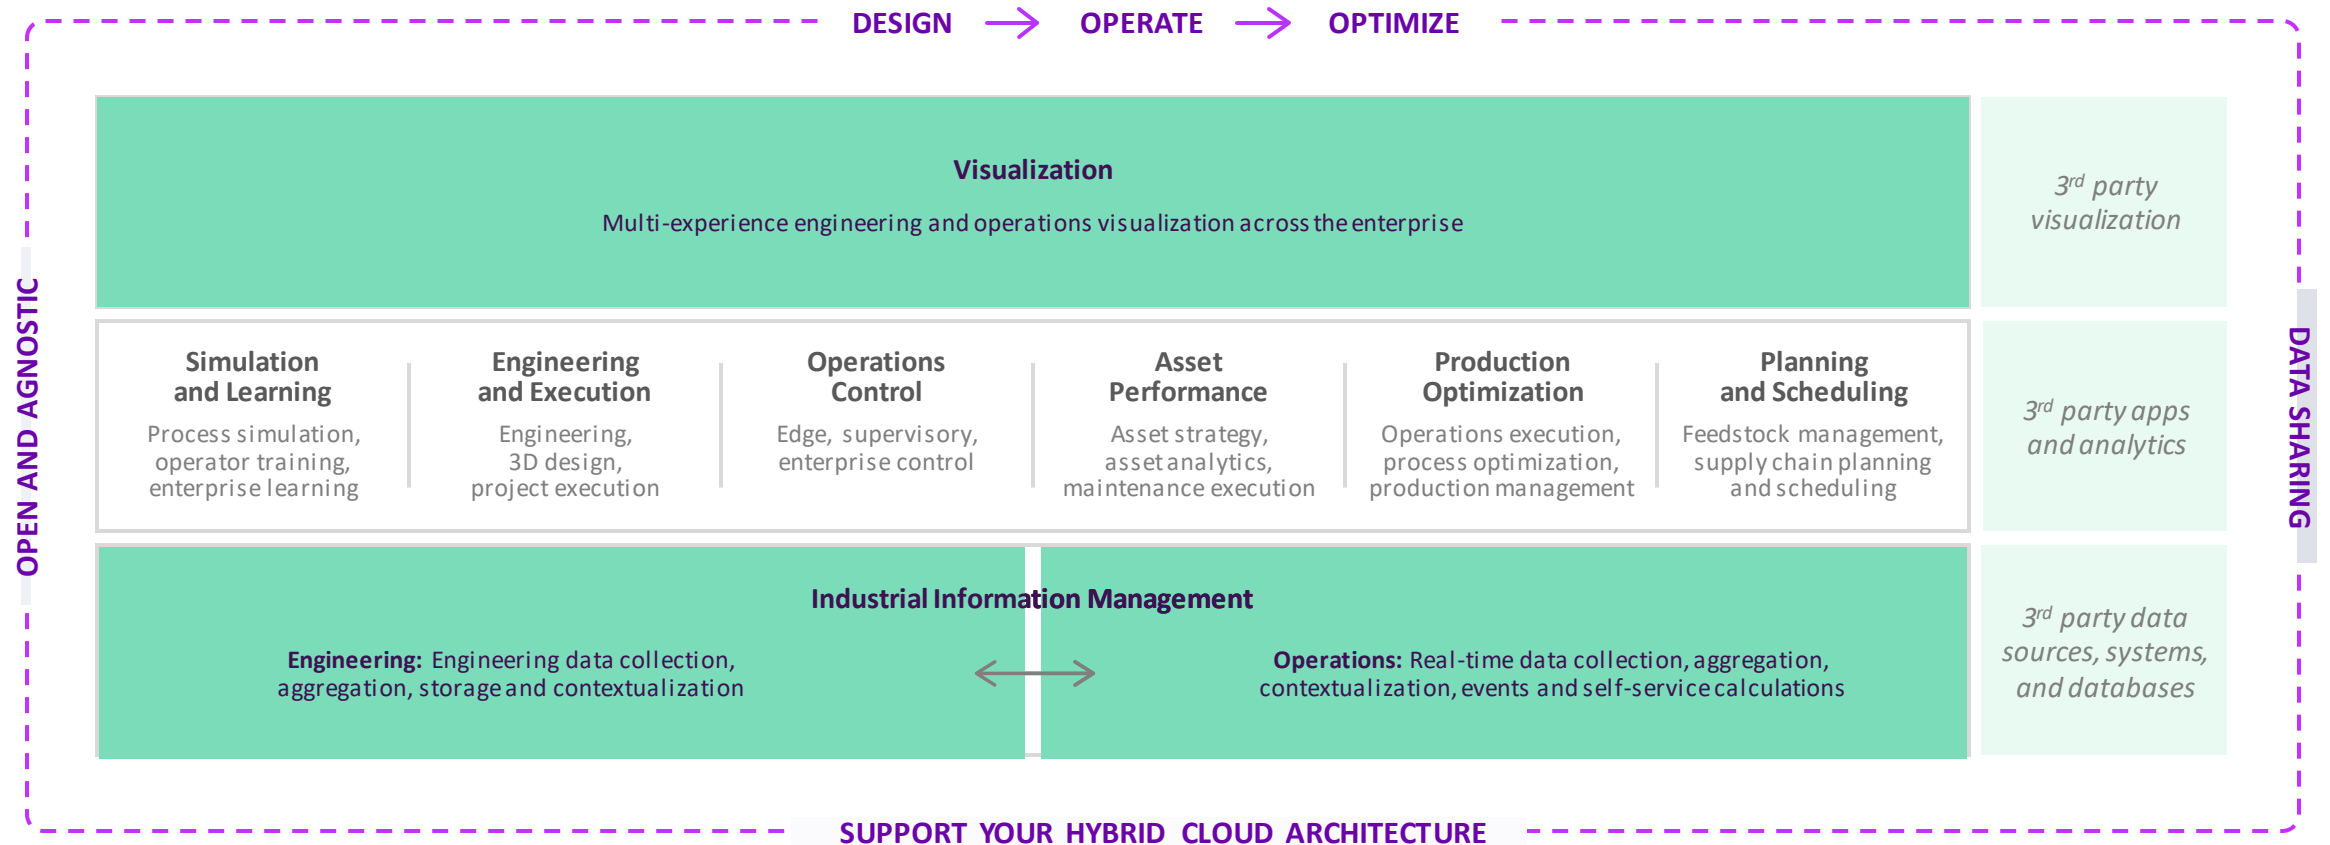 DESIGN → OPERATE → OPTIMIZE
OPEN AND AGNOSTIC
Visualization
Multi-experience engineering and operations visualization across the enterprise
3rd party
visualization
Simulation
and Learning
Process simulation,
operator training,
enterprise learning
Engineering
and Execution
Engineering,
3D design,
project execution
Operations
Control
Edge, supervisory,
enterprise control
Asset
Performance
Asset strategy,
asset analytics,
maintenance execution
Production
Optimization
Operations execution,
process optimization,
production management
Planning
and Scheduling
Feedstock management,
supply chain planning
and scheduling
3rd party apps
and analytics
Industrial Information Management
Engineering: Engineering data collection,
aggregation, storage and contextualization
Operations: Real-time data collection, aggregation,
contextualization, events and self-service calculations
3rd party data
sources, systems,
and databases
DATA SHARING
SUPPORT YOUR HYBRID CLOUD ARCHITECTURE